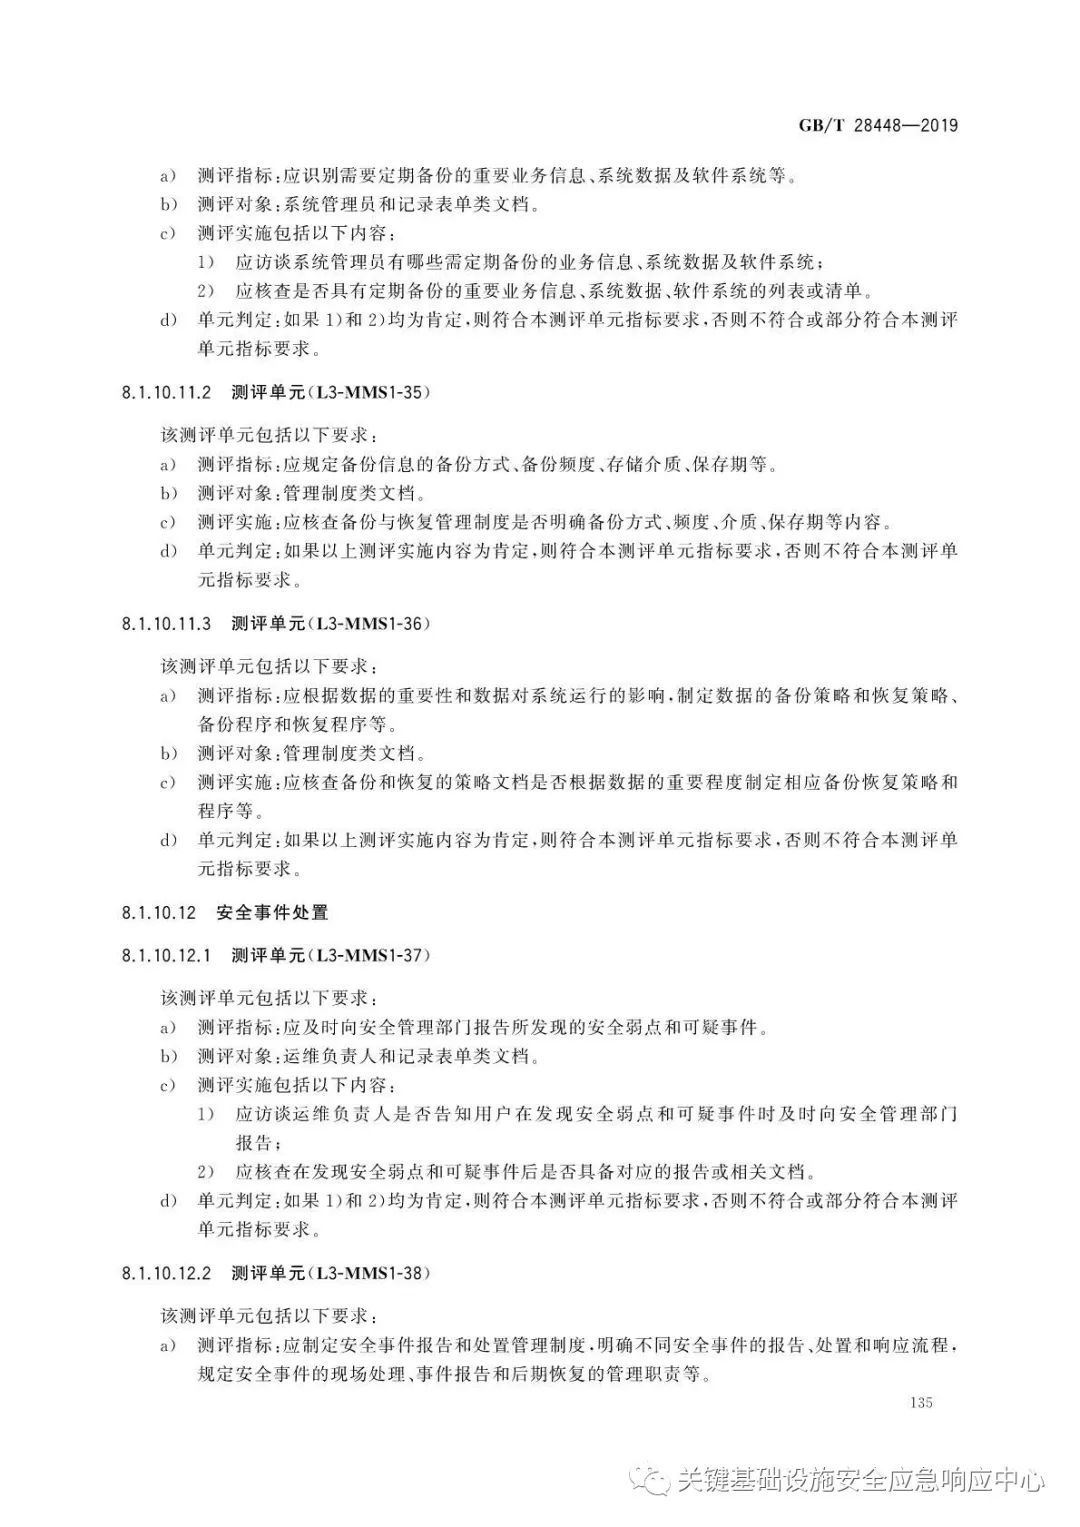 GB/T 28448—2019
a) 测评指标:应识别需要定期备份的重要业务信息、系统数据及软件系统等。
b) 测评对象:系统管理员和记录表单类文档。
c) 测评实施包括以下内容:
1) 应访谈系统管理员有哪些需定期备份的业务信息、系统数据及软件系统;
2) 应核查是否具有定期备份的重要业务信息、系统数据、软件系统的列表或清单。
d) 单元判定:如果 1)和 2)均为肯定,则符合本测评单元指标要求,否则不符合或部分符合本测评
单元指标要求。
8.1.10.11.2 测评单元(L3-MMS1-35)
该测评单元包括以下要求:
a) 测评指标:应规定备份信息的备份方式、备份频度、存储介质、保存期等。
b) 测评对象:管理制度类文档。
c) 测评实施:应核查备份与恢复管理制度是否明确备份方式、频度、介质、保存期等内容。
d) 单元判定:如果以上测评实施内容为肯定,则符合本测评单元指标要求,否则不符合本测评单
元指标要求。
8.1.10.11.3 测评单元(L3-MMS1-36)
该测评单元包括以下要求:
a) 测评指标:应根据数据的重要性和数据对系统运行的影响,制定数据的备份策略和恢复策略、
备份程序和恢复程序等。
b) 测评对象:管理制度类文档。
c) 测评实施:应核查备份和恢复的策略文档是否根据数据的重要程度制定相应备份恢复策略和
程序等。
d) 单元判定:如果以上测评实施内容为肯定,则符合本测评单元指标要求,否则不符合本测评单
元指标要求。
8.1.10.12 安全事件处置
8.1.10.12.1 测评单元(L3-MMS1-37)
该测评单元包括以下要求:
a) 测评指标:应及时向安全管理部门报告所发现的安全弱点和可疑事件。
b) 测评对象:运维负责人和记录表单类文档。
c) 测评实施包括以下内容:
1) 应访谈运维负责人是否告知用户在发现安全弱点和可疑事件时及时向安全管理部门
报告;
2) 应核查在发现安全弱点和可疑事件后是否具备对应的报告或相关文档。
d) 单元判定:如果 1)和 2)均为肯定,则符合本测评单元指标要求,否则不符合或部分符合本测评
单元指标要求。
8.1.10.12.2 测评单元(L3-MMS1-38)
该测评单元包括以下要求:
a) 测评指标:应制定安全事件报告和处置管理制度,明确不同安全事件的报告、处置和响应流程,
规定安全事件的现场处理、事件报告和后期恢复的管理职责等。
135
关键基础设施安全应急响应中心